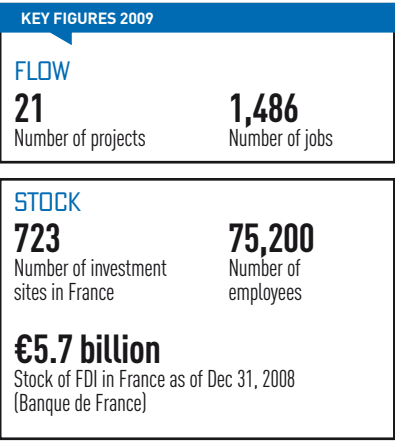 KEY FIGURES 2009
FLOW
21
Number of projects
1,486
Number of jobs
STOCK
723
Number of investment
sites in France
75,200
Number of
employees
€5.7 billion
Stock of FDI in France as of Dec 31, 2008
(Banque de France)